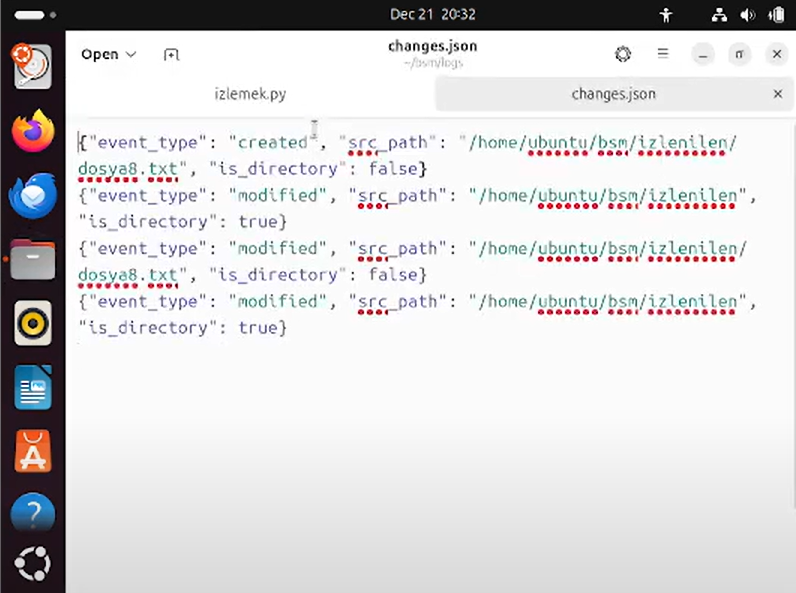 Dec 21 20:32
Open
changes.json
~/bsm/logs
izlemek.py
changes.json
{"event_type": "created", "src_path": "/home/ubuntu/bsm/izlenilen/
dosya8.txt", "is_directory": false}
{"event_type": "modified", "src_path": "/home/ubuntu/bsm/izlenilen",
"is_directory": true}
{"event_type": "modified", "src_path": "/home/ubuntu/bsm/izlenilen/
dosya8.txt", "is_directory": false}
{"event_type": "modified", "src_path": "/home/ubuntu/bsm/izlenilen",
"is_directory": true}